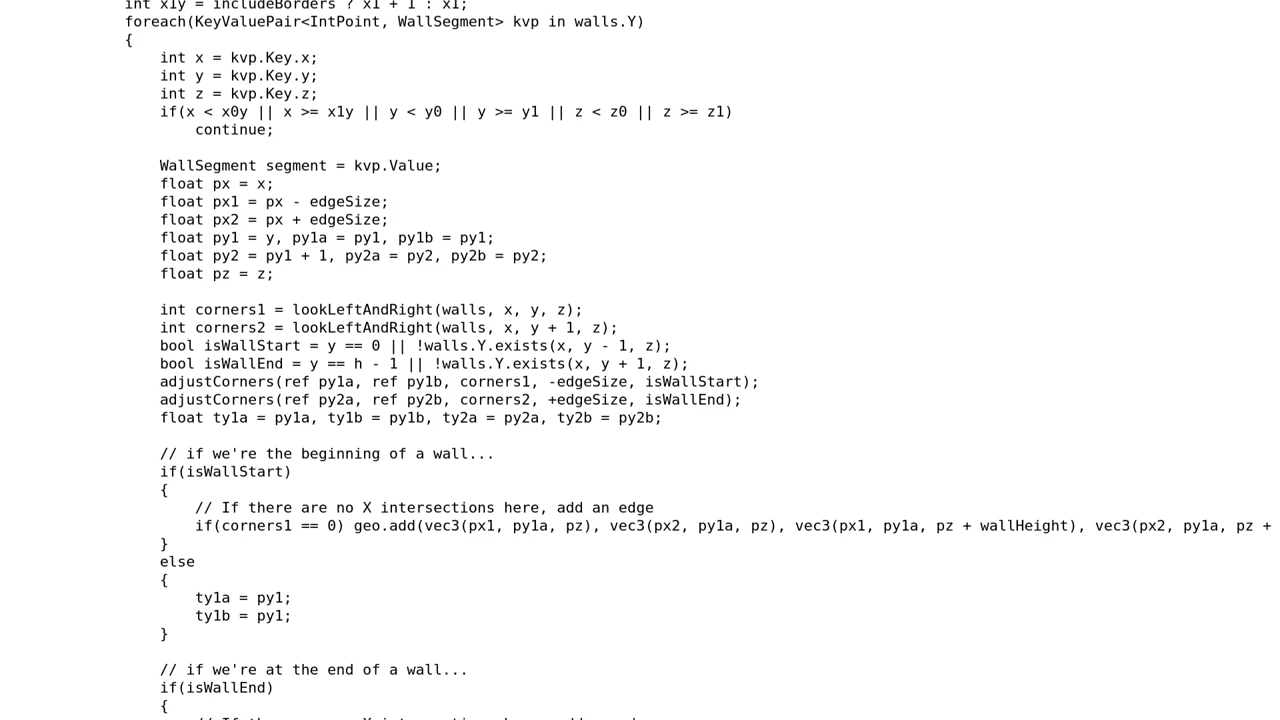 int x1y = includeBorders ? x1 + 1 : x1;
foreach(KeyValuePair<IntPoint, WallSegment> kvp in walls.Y)
{
int x = kvp.Key.x;
int y = kvp.Key.y;
int z = kvp.Key.z;
if(x < x0y || x >= x1y || y < y0 || y >= y1 || z < z0 || z >= z1)
continue;
WallSegment segment = kvp.Value;
float px = x;
float px1 = px - edgeSize;
float px2 = px + edgeSize;
float py1 = y, py1a = py1, py1b = py1;
float py2 = py1 + 1, py2a = py2, py2b = py2;
float pz = z;
int corners1 = lookLeftAndRight(walls, x, y, z);
int corners2 = lookLeftAndRight(walls, x, y + 1, z);
bool isWallStart = y == 0 || !walls.Y.exists(x, y - 1, z);
bool isWallEnd = y == h - 1 || !walls.Y.exists(x, y + 1, z);
adjustCorners(ref py1a, ref py1b, corners1, -edgeSize, isWallStart);
adjustCorners(ref py2a, ref py2b, corners2, +edgeSize, isWallEnd);
float ty1a = py1a, ty1b = py1b, ty2a = py2a, ty2b = py2b;
// if we're the beginning of a wall...
if(isWallStart)
{
// If there are no X intersections here, add an edge
if(corners1 == 0) geo.add(vec3(px1, py1a, pz), vec3(px2, py1a, pz), vec3(px1, py1a, pz + wallHeight), vec3(px2, py1a, pz +
}
else
{
ty1a = py1;
ty1b = py1;
}
// if we're at the end of a wall...
if(isWallEnd)
{